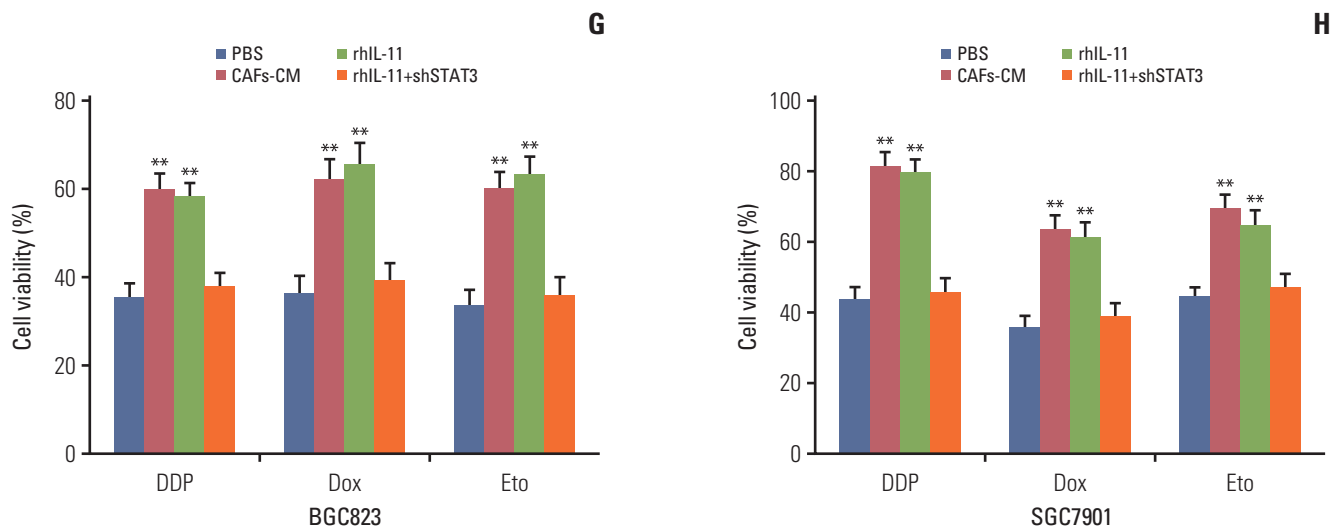 G
PBS rhIL-11
CAFs-CM rhIL-11+shSTAT3
Cell viability (%)
80
60
40
20
0
** ** ** ** ** **
DDP Dox Eto
BGC823
H
PBS rhIL-11
CAFs-CM rhIL-11+shSTAT3
Cell viability (%)
100
80
60
40
20
0
** ** ** ** ** **
DDP Dox Eto
SGC7901